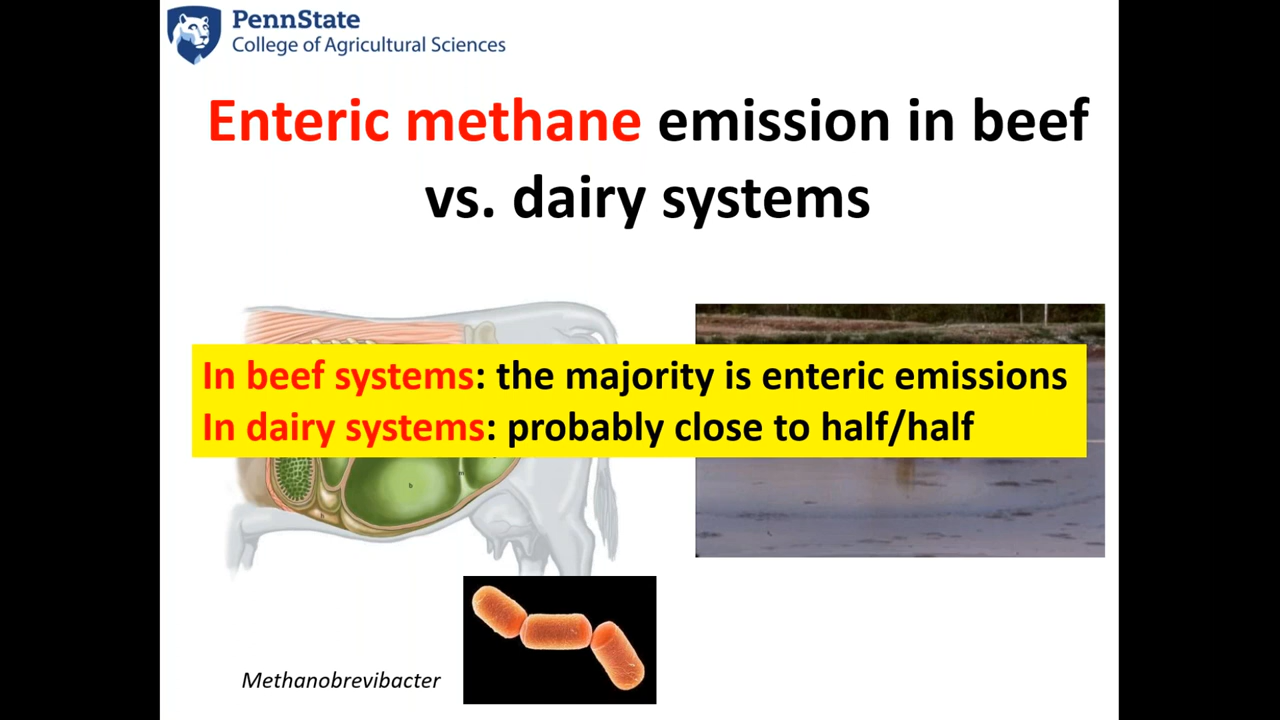 PennState
College of Agricultural Sciences
Enteric methane emission in beef
vs. dairy systems
In beef systems: the majority is enteric emissions
In dairy systems: probably close to half/half
b
Methanobrevibacter